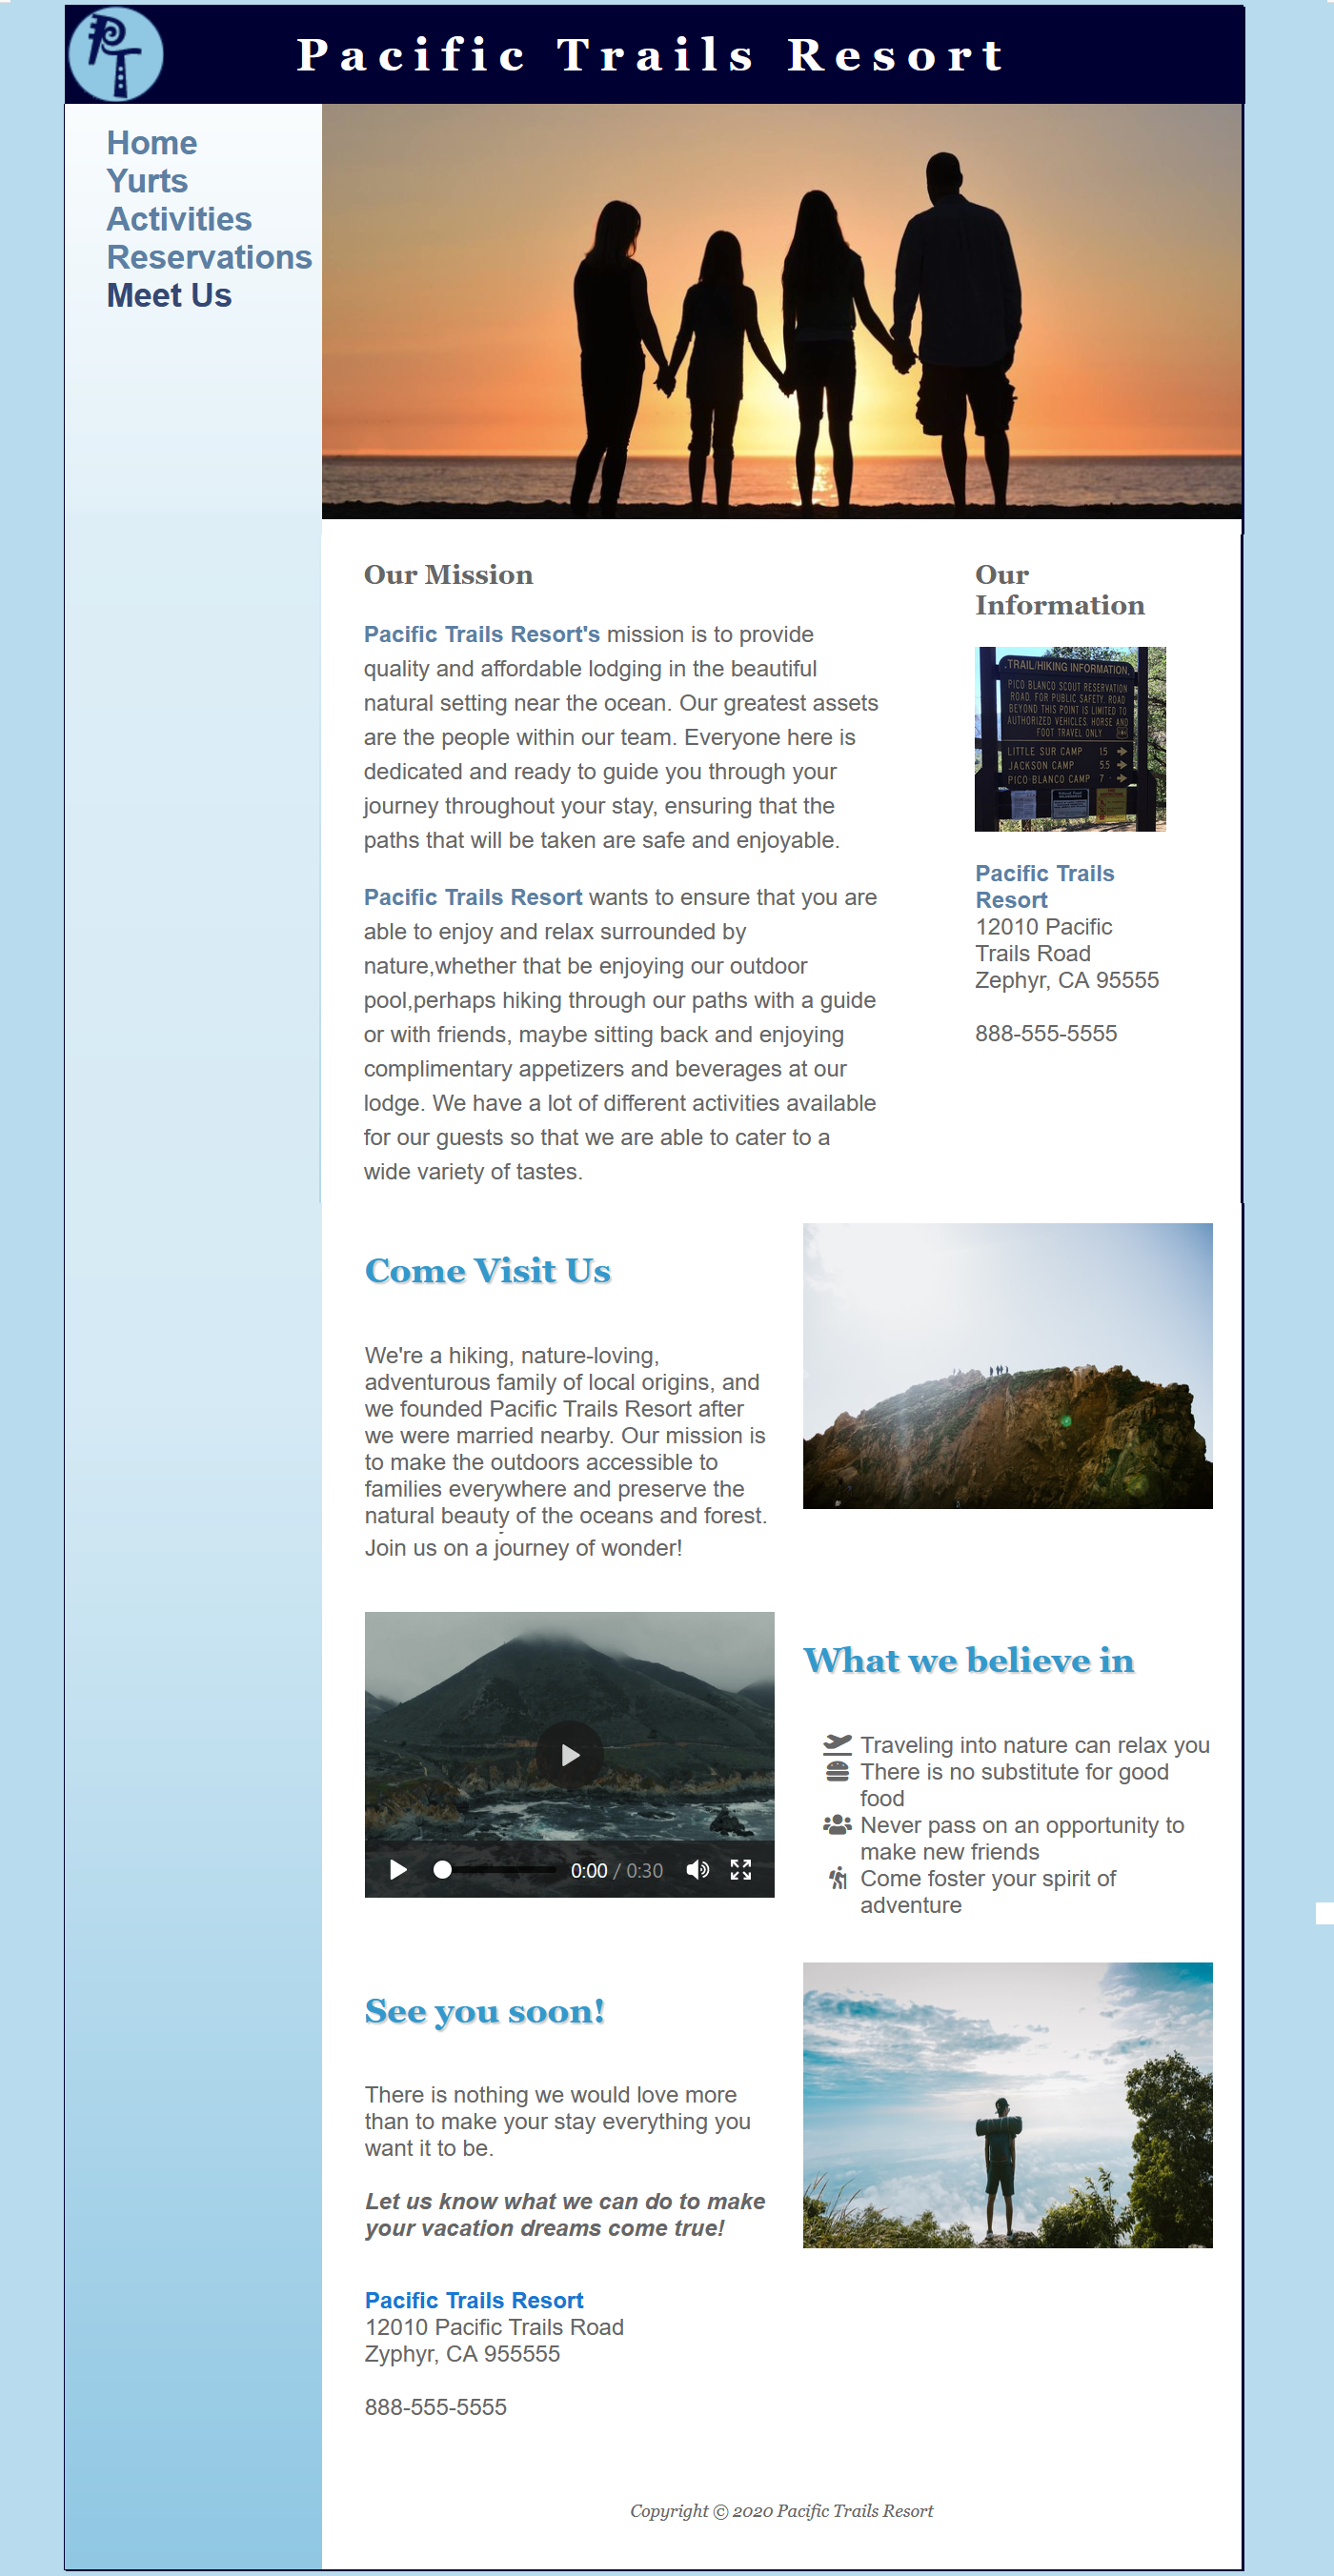 Pacific Trails Resort
Home
Yurts
Activities
Reservations
Meet Us
Our Mission
Pacific Trails Resort's mission is to provide
quality and affordable lodging in the beautiful
natural setting near the ocean. Our greatest assets
are the people within our team. Everyone here is
dedicated and ready to guide you through your
journey throughout your stay, ensuring that the
paths that will be taken are safe and enjoyable.
Pacific Trails Resort wants to ensure that you are
able to enjoy and relax surrounded by
nature,whether that be enjoying our outdoor
pool,perhaps hiking through our paths with a guide
or with friends, maybe sitting back and enjoying
complimentary appetizers and beverages at our
lodge. We have a lot of different activities available
for our guests so that we are able to cater to a
wide variety of tastes.
Our
Information
TRAIL/HIKING INFORMATION
PICO BLANCO SCOUT RESERVATION
ROAD. FOR PUBLIC SAFETY, ROAD
BEYOND THIS POINT IS LIMITED TO
AUTHORIZED VEHICLES, HORSE AND
FOOT TRAVEL ONLY
LITTLE SUR CAMP 15
JACKSON CAMP 55
PICO-BLANCO CAMP 7
Pacific Trails
Resort
12010 Pacific
Trails Road
Zephyr, CA 95555
888-555-5555
Come Visit Us
We're a hiking, nature-loving,
adventurous family of local origins, and
we founded Pacific Trails Resort after
we were married nearby. Our mission is
to make the outdoors accessible to
families everywhere and preserve the
natural beauty of the oceans and forest.
Join us on a journey of wonder!
0:00 / 0:30
What we believe in
Traveling into nature can relax you
There is no substitute for good
food
Never pass on an opportunity to
make new friends
Come foster your spirit of
adventure
See you soon!
There is nothing we would love more
than to make your stay everything you
want it to be.
Let us know what we can do to make
your vacation dreams come true!
Pacific Trails Resort
12010 Pacific Trails Road
Zyphyr, CA 955555
888-555-5555
Copyright © 2020 Pacific Trails Resort